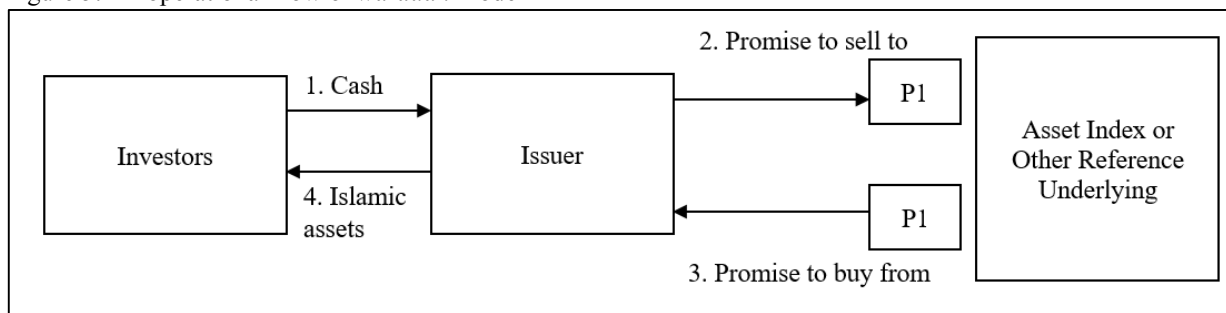 2. Promise to sell to
1. Cash
P1
Investors
Issuer
Asset Index or
Other Reference
Underlying
4. Islamic
assets
P1
3. Promise to buy from